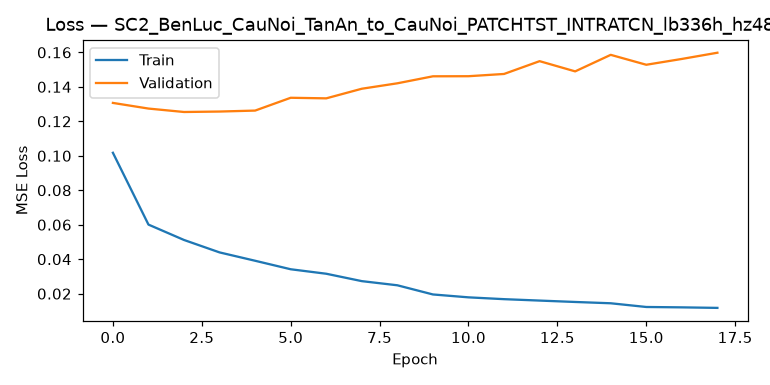 Loss — SC2_BenLuc_CauNoi_TanAn_to_CauNoi_PATCHTST_INTRATCN_lb336h_hz48
Train
Validation
MSE Loss
0.16
0.14
0.12
0.10
0.08
0.06
0.04
0.02
0.0 2.5 5.0 7.5 10.0 12.5 15.0 17.5
Epoch